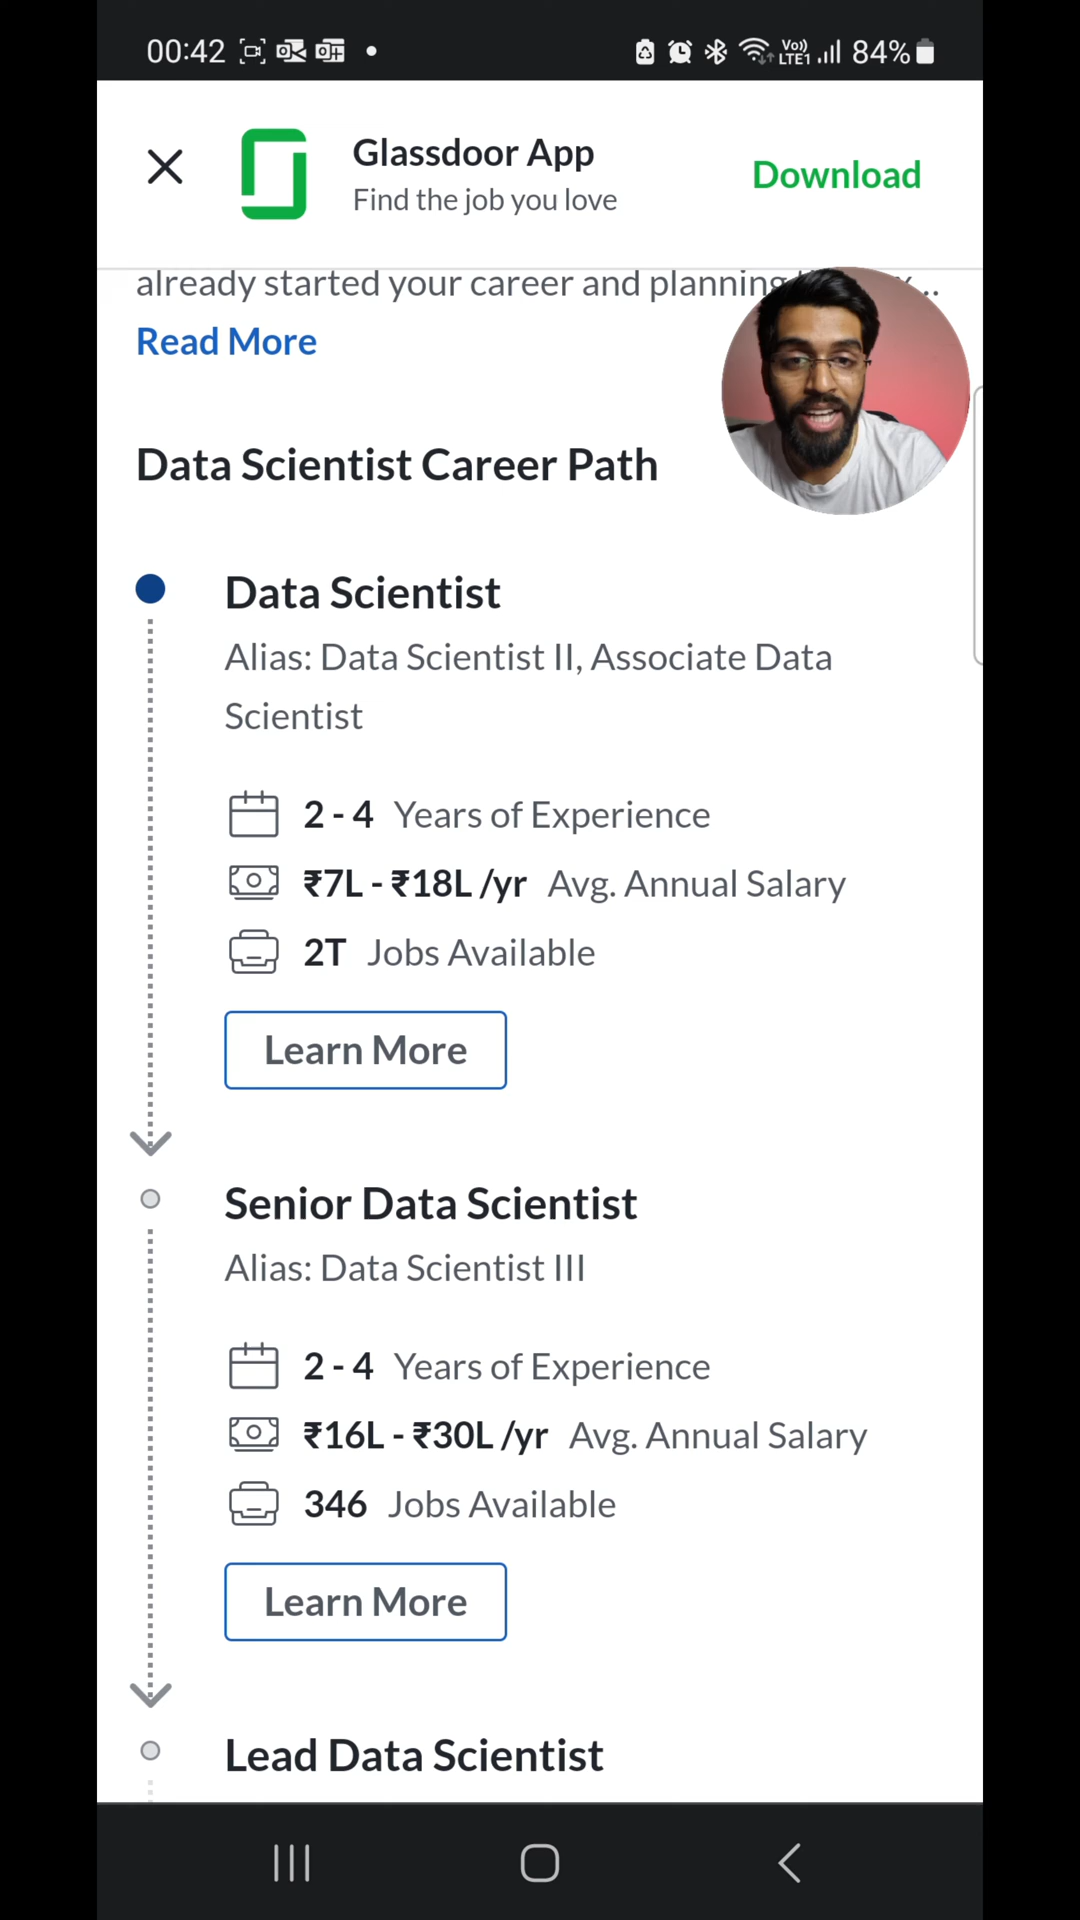 00:42
Vo))
LTE1
84%
Glassdoor App
Find the job you love
Download
already started your career and planning
Read More
Data Scientist Career Path
Data Scientist
Alias: Data Scientist II, Associate Data
Scientist
2 - 4 Years of Experience
₹7L - ₹18L /yr Avg. Annual Salary
2T Jobs Available
Learn More
Senior Data Scientist
Alias: Data Scientist III
2 - 4 Years of Experience
₹16L - ₹30L /yr Avg. Annual Salary
346 Jobs Available
Learn More
Lead Data Scientist